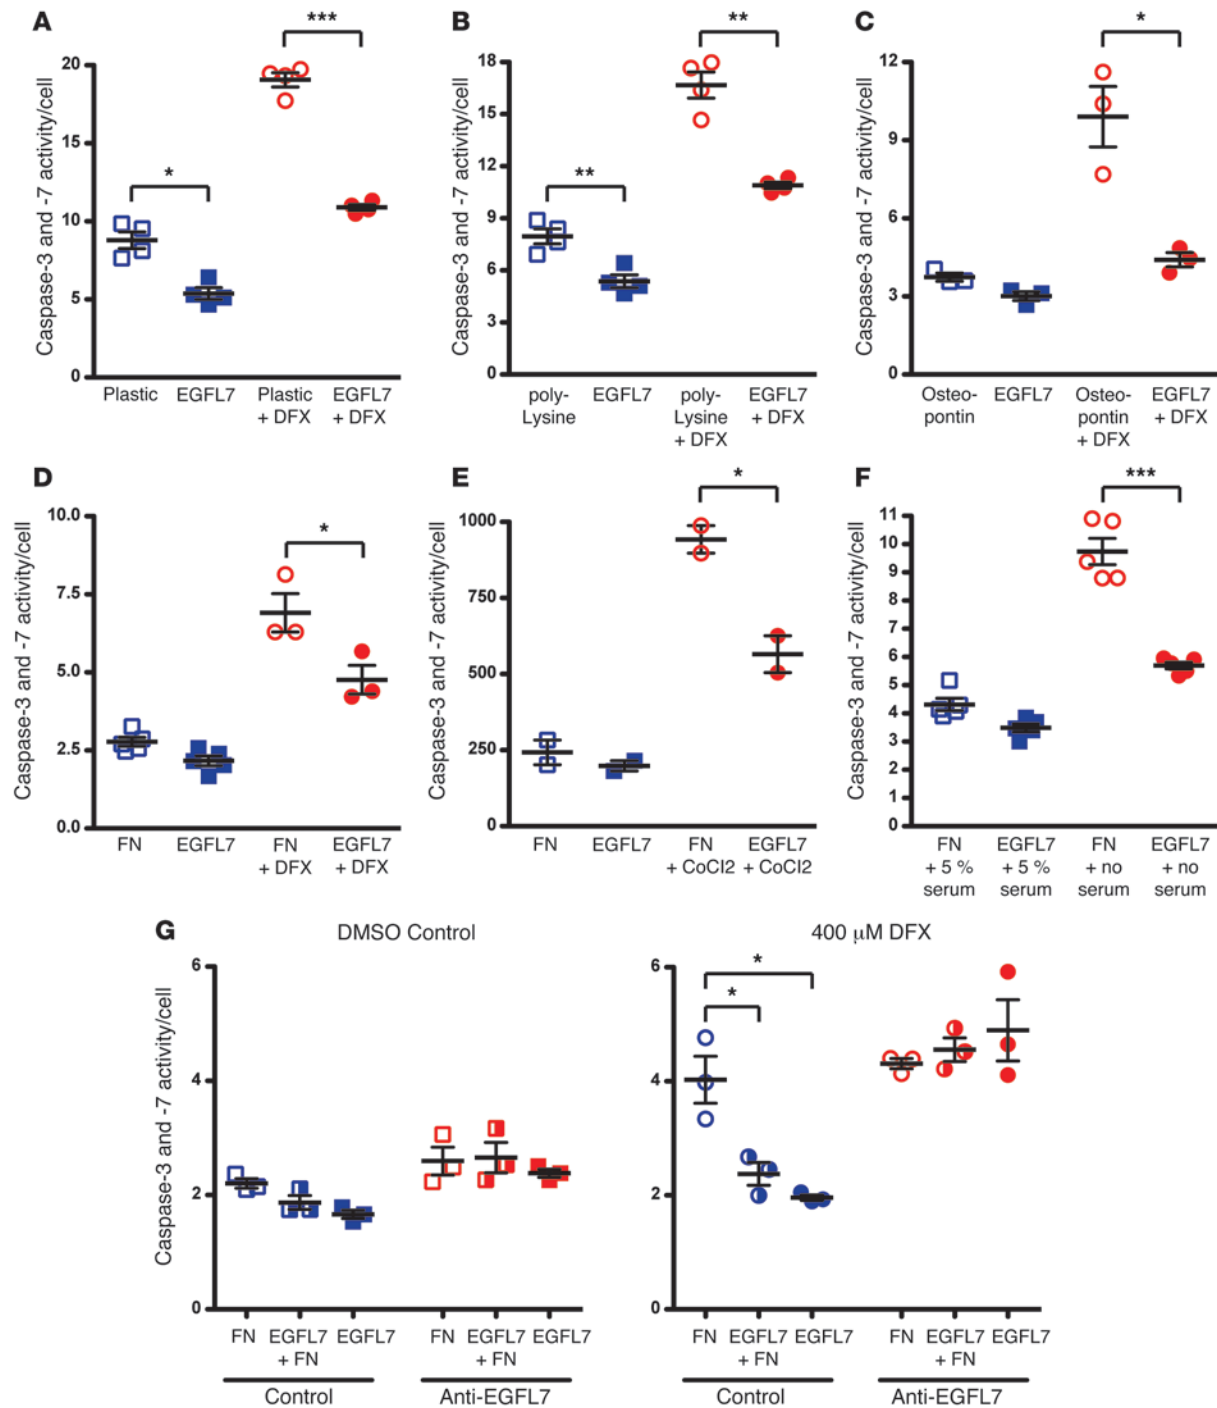 A
***
*
Caspase-3 and -7 activity/cell
20
15
10
5
0
Plastic
EGFL7
Plastic
+ DFX
EGFL7
+ DFX
B
**
**
Caspase-3 and -7 activity/cell
18
15
12
9
6
3
0
poly-
Lysine
EGFL7
poly-
Lysine
+ DFX
EGFL7
+ DFX
C
*
Caspase-3 and -7 activity/cell
12
9
6
3
0
Osteo-
pontin
EGFL7
Osteo-
pontin
+ DFX
EGFL7
+ DFX
D
*
Caspase-3 and -7 activity/cell
10.0
7.5
5.0
2.5
0.0
FN
EGFL7
FN
+ DFX
EGFL7
+ DFX
E
*
Caspase-3 and -7 activity/cell
1000
750
500
250
0
FN
EGFL7
FN
+ CoCl2
EGFL7
+ CoCl2
F
***
Caspase-3 and -7 activity/cell
11
10
9
8
7
6
5
4
3
2
1
0
FN
+ 5 %
serum
EGFL7
+ 5 %
serum
FN
+ no
serum
EGFL7
+ no
serum
G
DMSO Control
Caspase-3 and -7 activity/cell
6
4
2
0
FN
EGFL7
+ FN
EGFL7
Control
FN
EGFL7
+ FN
EGFL7
Anti-EGFL7
400 µM DFX
*
*
6
4
2
0
FN
EGFL7
+ FN
EGFL7
Control
FN
EGFL7
+ FN
EGFL7
Anti-EGFL7